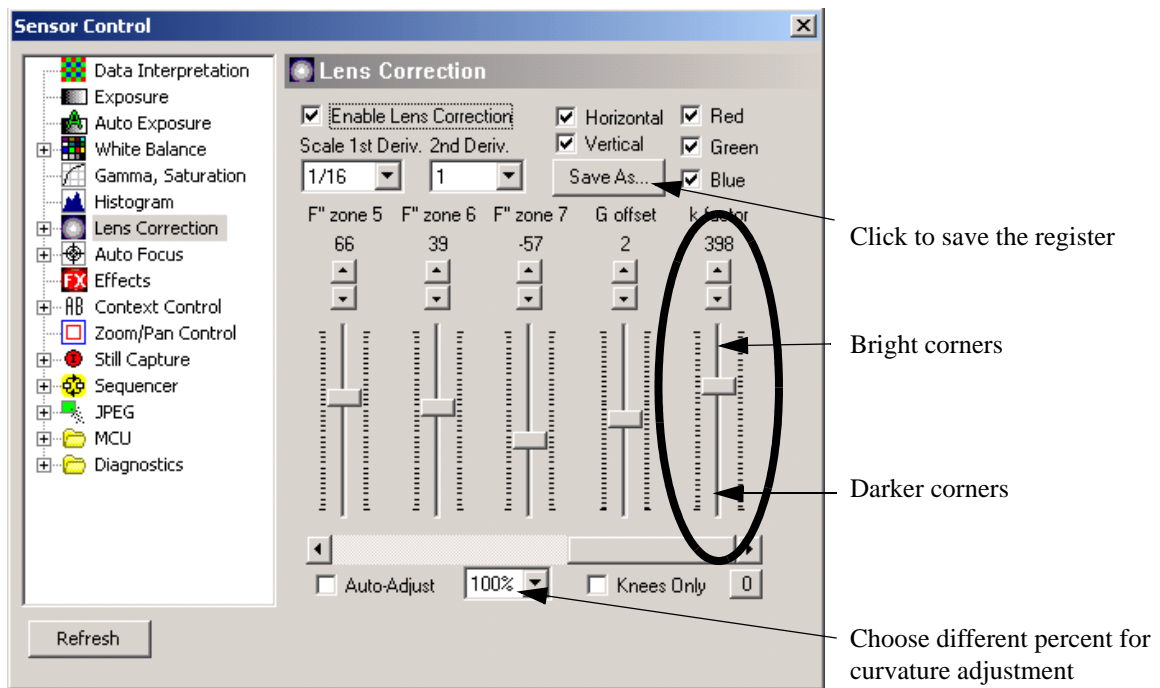 Sensor Control
Data Interpretation
Exposure
Auto Exposure
White Balance
Gamma, Saturation
Histogram
Lens Correction
Auto Focus
Effects
Context Control
Zoom/Pan Control
Still Capture
Sequencer
JPEG
MCU
Diagnostics
Refresh
Lens Correction
Enable Lens Correction
Horizontal
Red
Scale 1st Deriv. 2nd Deriv.
Vertical
Green
1/16
1
Save As...
Blue
F" zone 5
F" zone 6
F" zone 7
G offset
k factor
66
39
-57
2
398
Auto-Adjust
100%
Knees Only
0
Click to save the register
Bright corners
Darker corners
Choose different percent for
curvature adjustment